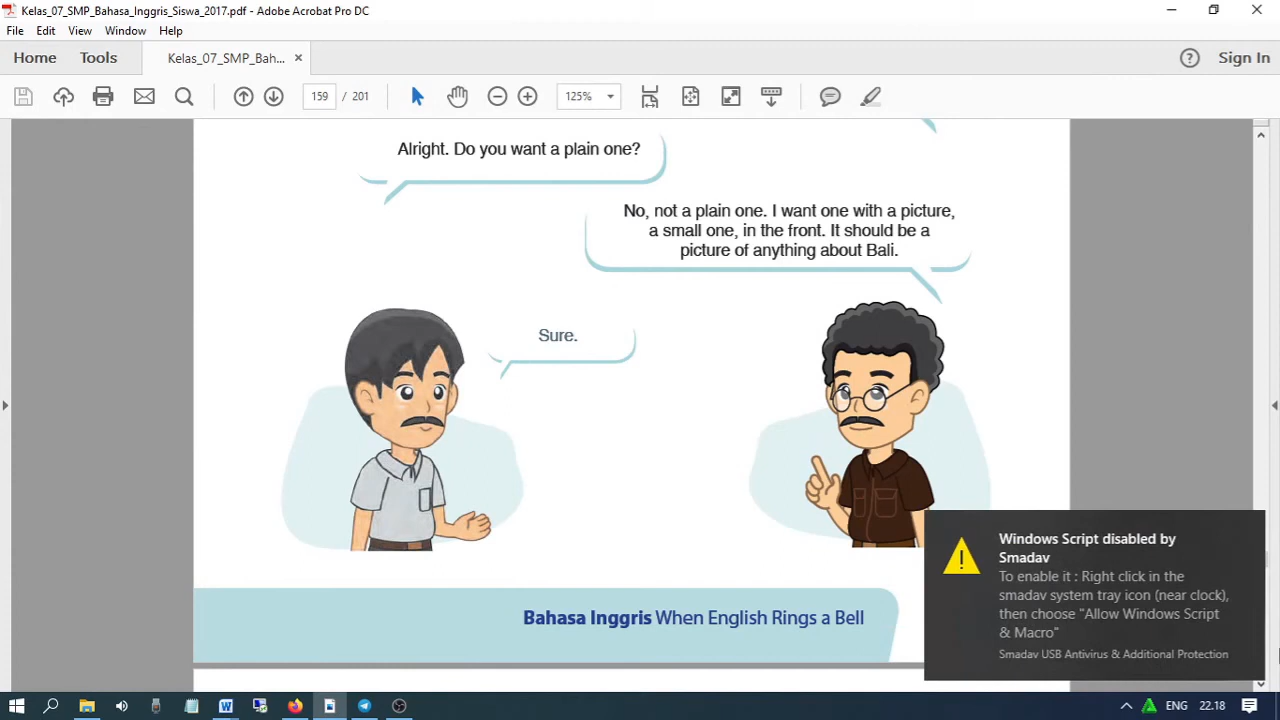 Kelas_07_SMP_Bahasa_Inggris_Siswa_2017.pdf - Adobe Acrobat Pro DC
File Edit View Window Help
Home Tools Kelas_07_SMP_Bah... × Sign In
159 / 201 125%
Alright. Do you want a plain one?
No, not a plain one. I want one with a picture,
a small one, in the front. It should be a
picture of anything about Bali.
Sure.
Bahasa Inggris When English Rings a Bell
Windows Script disabled by
Smadav
To enable it : Right click in the
smadav system tray icon (near clock),
then choose "Allow Windows Script
& Macro"
Smadav USB Antivirus & Additional Protection
ENG 22.18